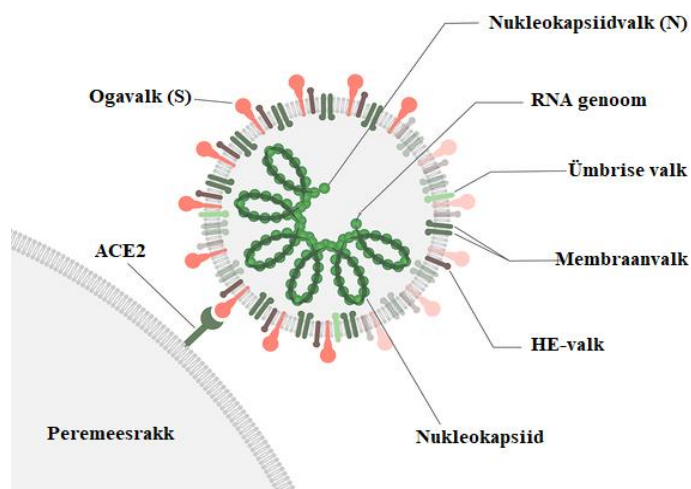 Nukleokapsiidvalk (N)
Ogavalk (S)
RNA genoom
Ümbrise valk
ACE2
Membraanvalk
HE-valk
Peremeesrakk
Nukleokapsiid